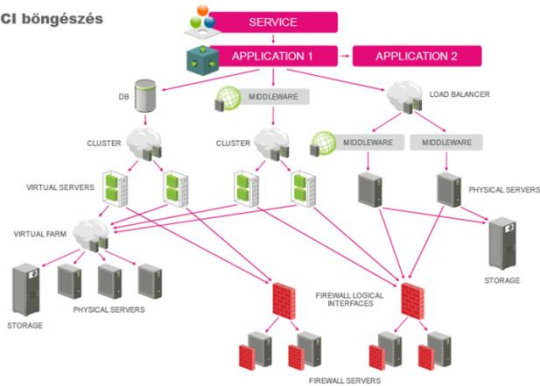 CI böngészés
SERVICE
APPLICATION 1
APPLICATION 2
DB
MIDDLEWARE
LOAD BALANCER
CLUSTER
CLUSTER
MIDDLEWARE
MIDDLEWARE
VIRTUAL SERVERS
PHYSICAL SERVERS
VIRTUAL FARM
STORAGE
PHYSICAL SERVERS
FIREWALL LOGICAL
INTERFACES
STORAGE
FIREWALL SERVERS